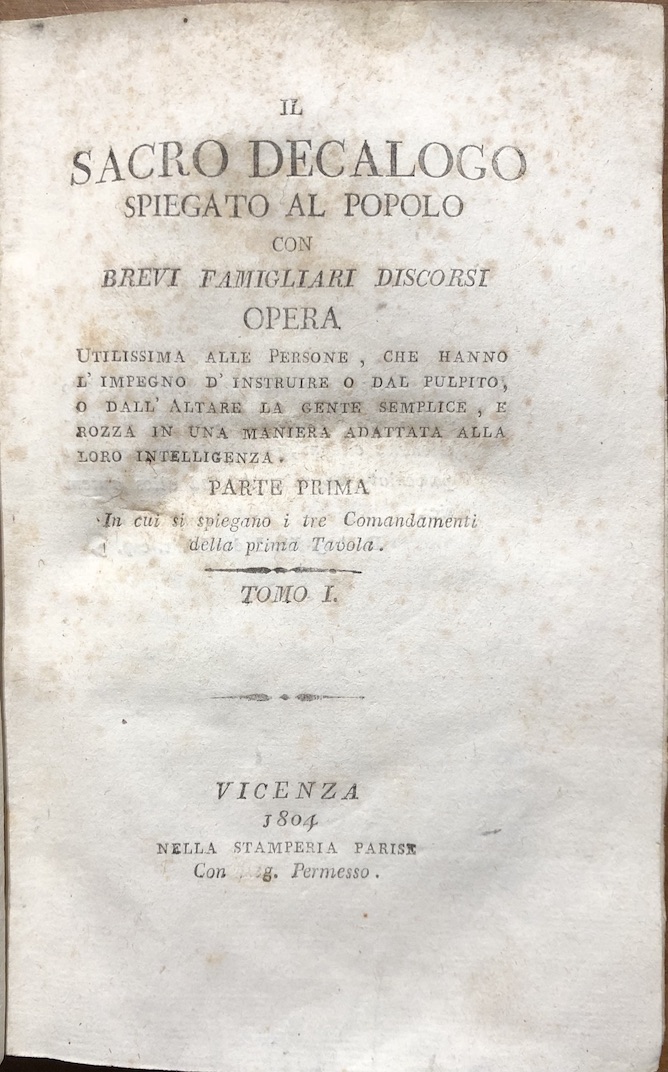 IL
SACRO DECALOGO
SPIEGATO AL POPOLO
CON
BREVI FAMIGLIARI DISCORSI
OPERA
UTILISSIMA ALLE PERSONE, CHE HANNO
L' IMPEGNO D' INSTRUIRE O DAL PULPITO,
O DALL' ALTARE LA GENTE SEMPLICE, E
ROZZA IN UNA MANIERA ADATTATA ALLA
LORO INTELLIGENZA.
PARTE PRIMA
In cui si spiegano i tre Comandamenti
della prima Tavola.
TOMO I.
VICENZA
1804
NELLA STAMPERIA PARISE
Con Permesso.